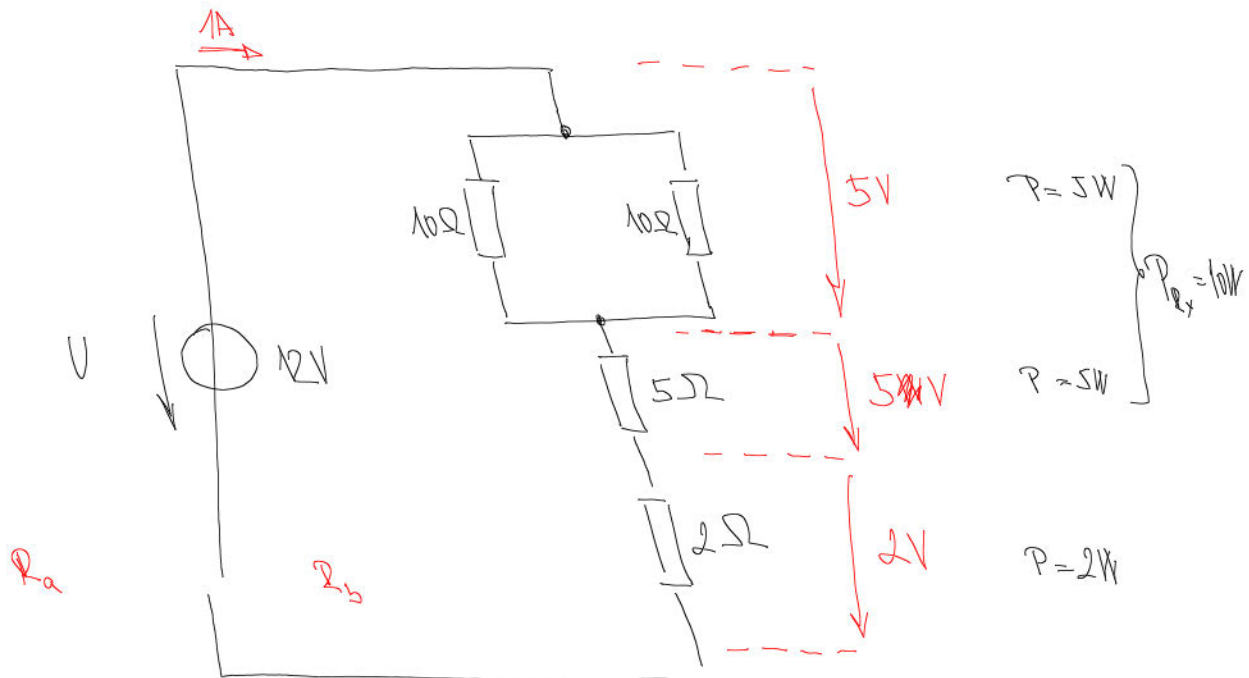 1A
10Ω
10Ω
5V
P = 5W
P_Rx = 10W
U
12V
5Ω
5V
P = 5W
2Ω
2V
P = 2W
Ra
Rb